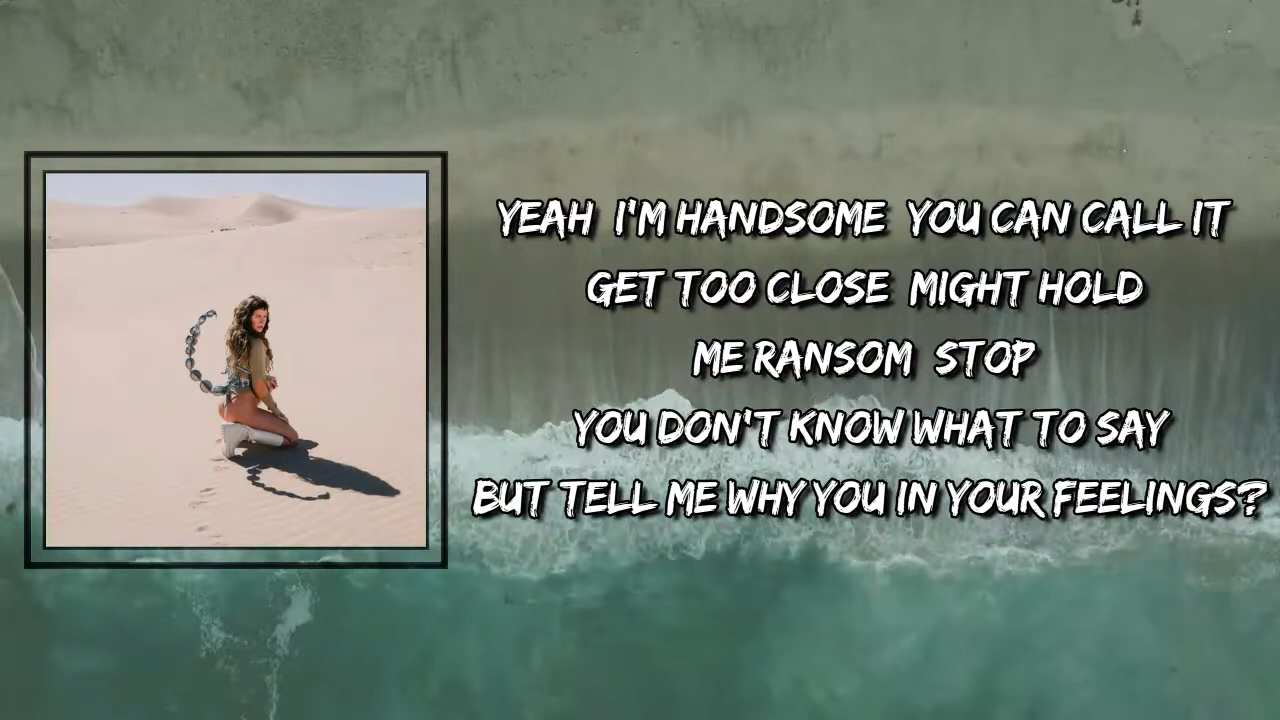 YEAH I'M HANDSOME YOU CAN CALL IT
GET TOO CLOSE MIGHT HOLD
ME RANSOM STOP
YOU DON'T KNOW WHAT TO SAY
BUT TELL ME WHY YOU IN YOUR FEELINGS?